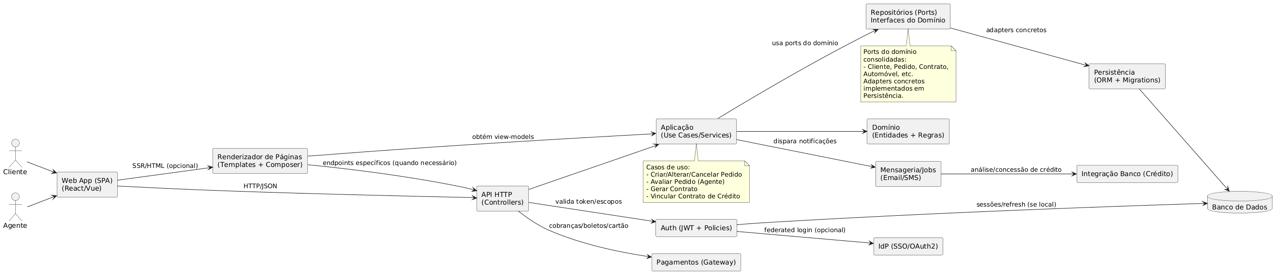 Cliente
Agente
Web App (SPA)
(React/Vue)
SSR/HTML (opcional)
HTTP/JSON
Renderizador de Páginas
(Templates + Composer)
obtém view-models
endpoints específicos (quando necessário)
API HTTP
(Controllers)
valida token/escopos
cobranças/boletos/cartão
Aplicação
(Use Cases/Services)
Casos de uso:
- Criar/Alterar/Cancelar Pedido
- Avaliar Pedido (Agente)
- Gerar Contrato
- Vincular Contrato de Crédito
Auth (JWT + Policies)
Pagamentos (Gateway)
usa ports do domínio
dispara notificações
sessões/refresh (se local)
federated login (opcional)
Repositórios (Ports)
Interfaces do Domínio
Ports do domínio
consolidadas:
- Cliente, Pedido, Contrato,
Automóvel, etc.
Adapters concretos
implementados em
Persistência.
Domínio
(Entidades + Regras)
Mensageria/Jobs
(Email/SMS)
IdP (SSO/OAuth2)
adapters concretos
análise/concessão de crédito
Persistência
(ORM + Migrations)
Integração Banco (Crédito)
Banco de Dados